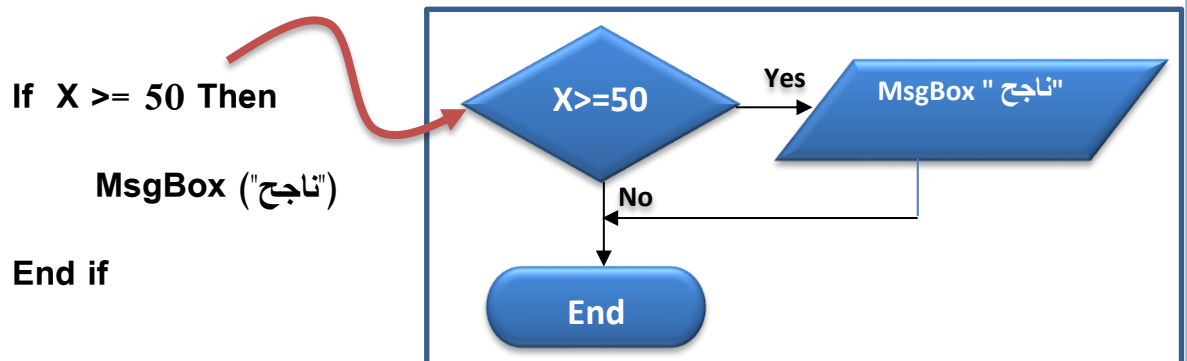 If X >= 50 Then
MsgBox ("ناجح")
End if
X>=50
Yes
MsgBox "ناجح"
No
End